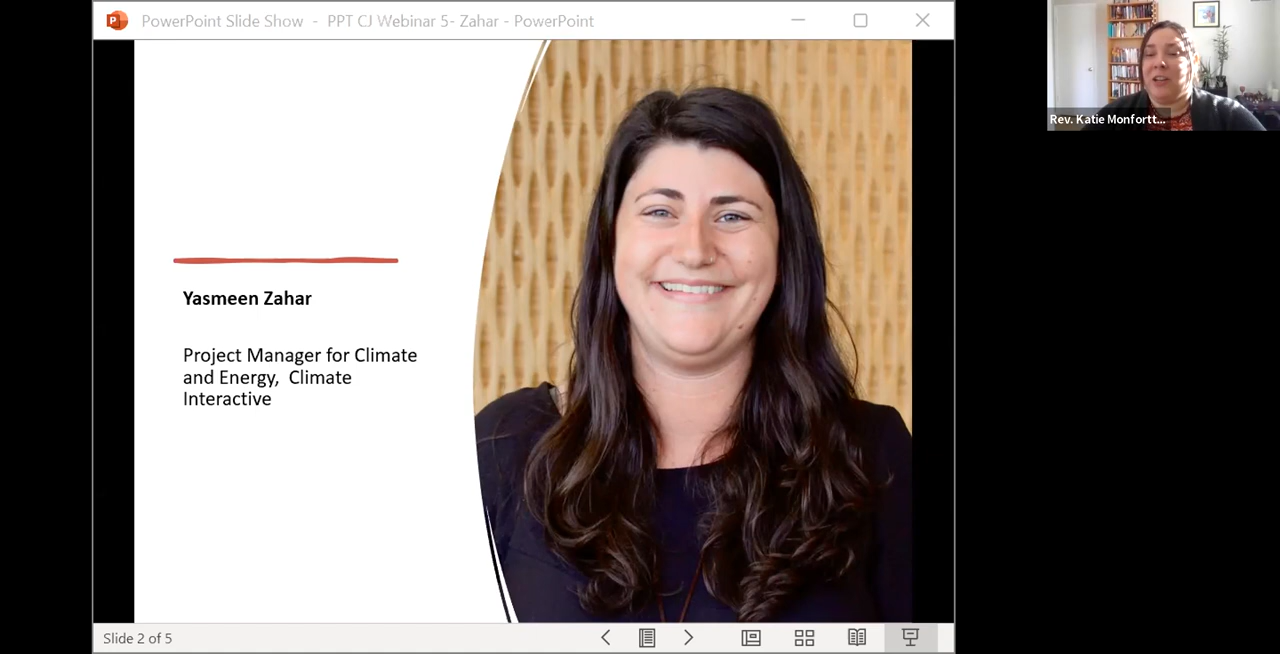 PowerPoint Slide Show - PPT CJ Webinar 5- Zahar - PowerPoint
Rev. Katie Monfortt...
Yasmeen Zahar
Project Manager for Climate
and Energy, Climate
Interactive
Slide 2 of 5